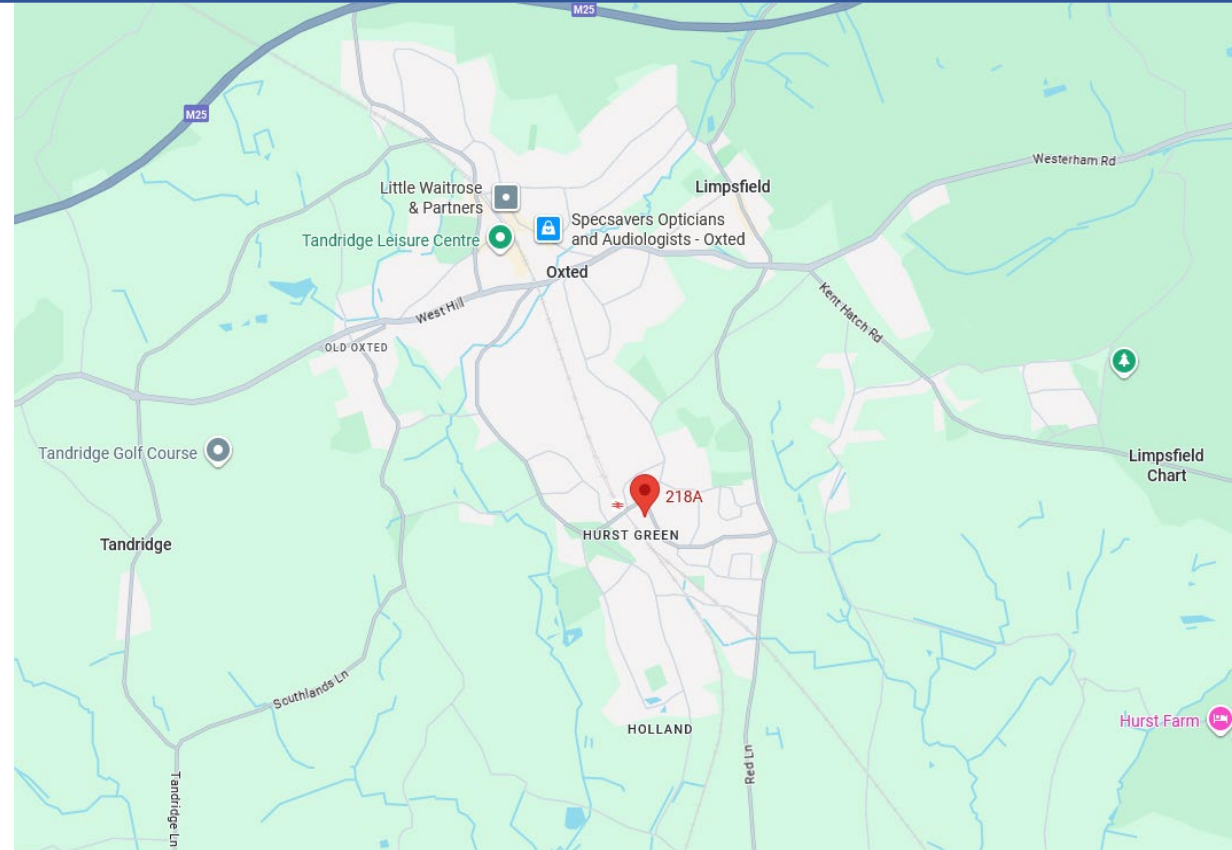 M25
M25
Westerham Rd
Little Waitrose
& Partners
Limpsfield
Specsavers Opticians
and Audiologists - Oxted
Tandridge Leisure Centre
Oxted
West Hill
Kent Hatch Rd
OLD OXTED
Tandridge Golf Course
Limpsfield
Chart
218A
HURST GREEN
Tandridge
Southlands Ln
Hurst Farm
HOLLAND
Red Ln
Tandridge Ln